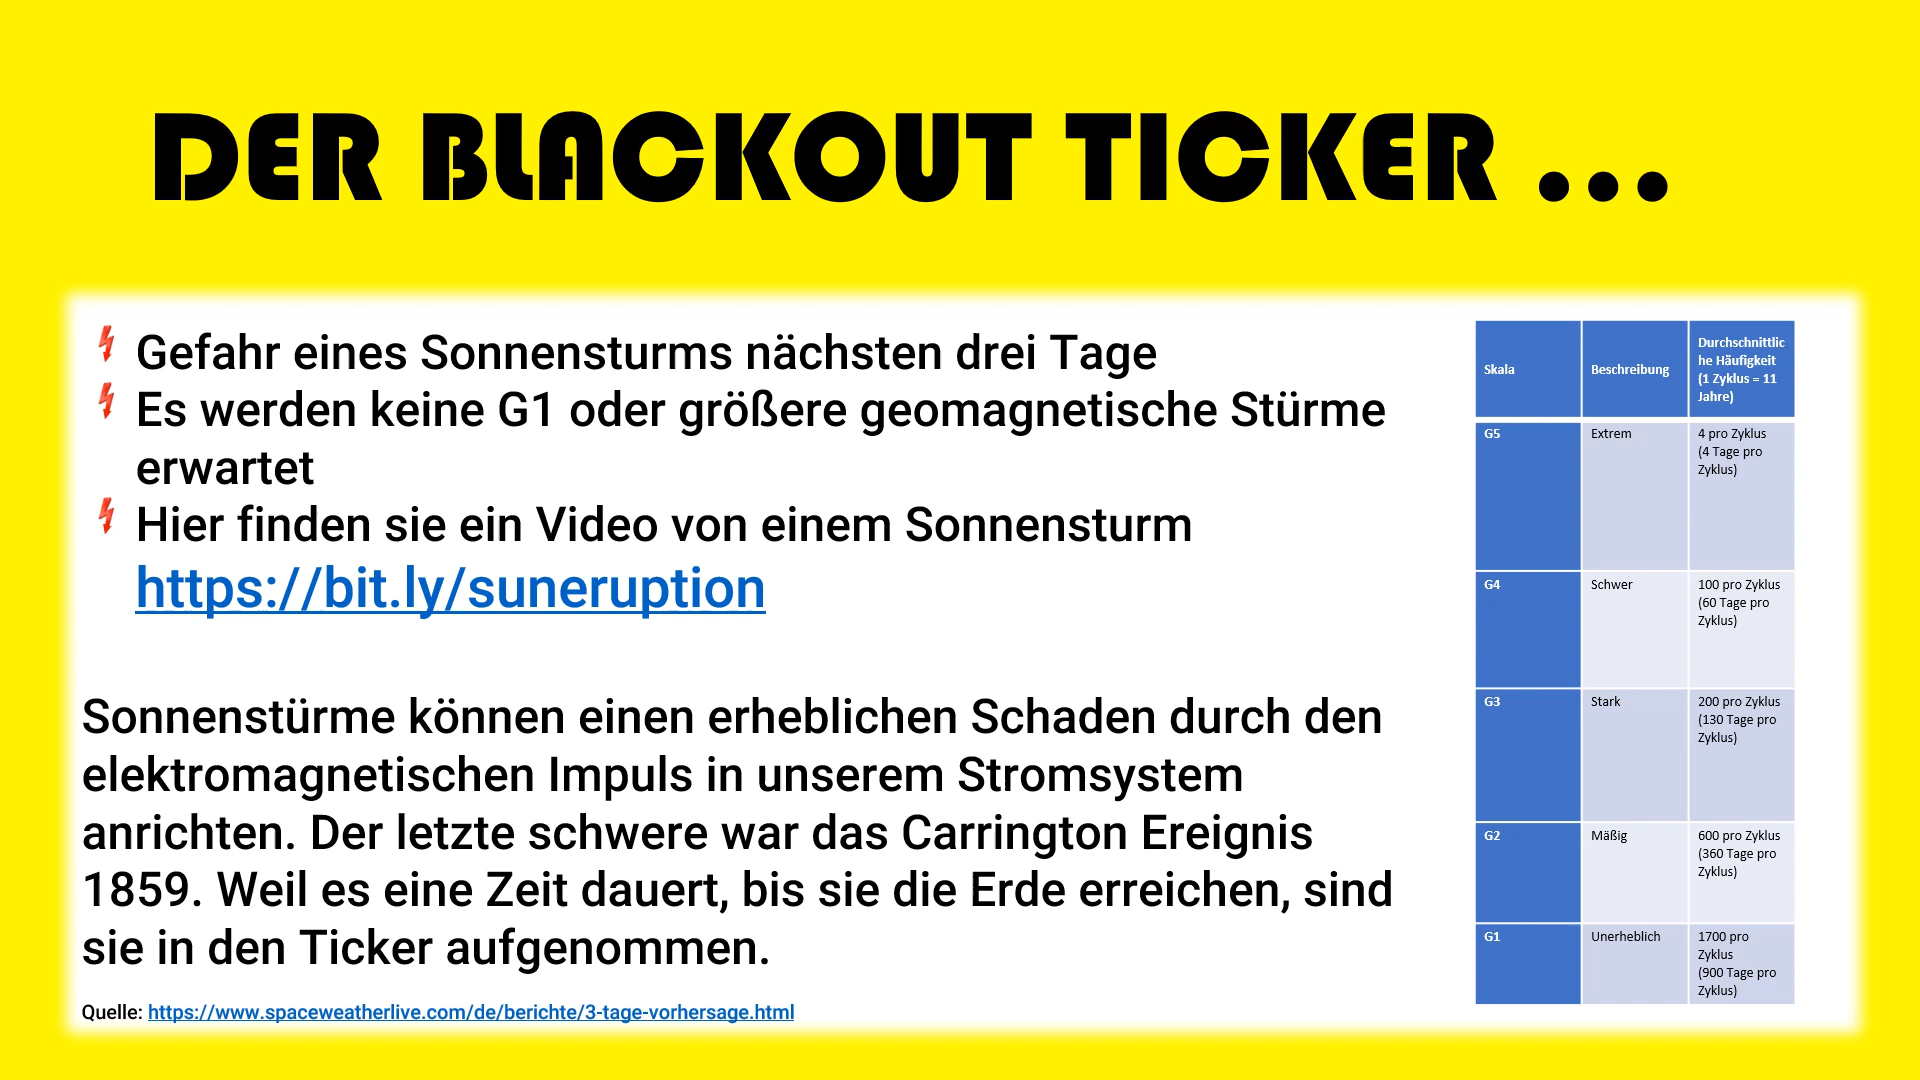 DER BLACKOUT TICKER ...
Gefahr eines Sonnensturms nächsten drei Tage
Es werden keine G1 oder größere geomagnetische Stürme
erwartet
Hier finden sie ein Video von einem Sonnensturm
https://bit.ly/suneruption
Sonnenstürme können einen erheblichen Schaden durch den
elektromagnetischen Impuls in unserem Stromsystem
anrichten. Der letzte schwere war das Carrington Ereignis
1859. Weil es eine Zeit dauert, bis sie die Erde erreichen, sind
sie in den Ticker aufgenommen.
Quelle: https://www.spaceweatherlive.com/de/berichte/3-tage-vorhersage.html
Skala
Beschreibung
Durchschnittlic
he Häufigkeit
(1 Zyklus = 11
Jahre)
G5
Extrem
4 pro Zyklus
(4 Tage pro
Zyklus)
G4
Schwer
100 pro Zyklus
(60 Tage pro
Zyklus)
G3
Stark
200 pro Zyklus
(130 Tage pro
Zyklus)
G2
Mäßig
600 pro Zyklus
(360 Tage pro
Zyklus)
G1
Unerheblich
1700 pro
Zyklus
(900 Tage pro
Zyklus)